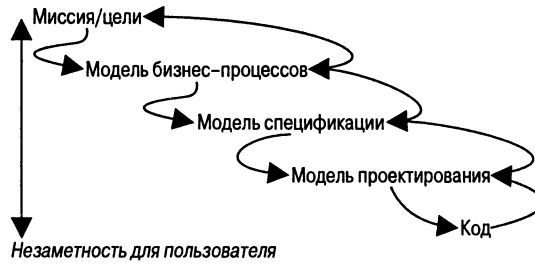 Миссия/цели
Модель бизнес-процессов
Модель спецификации
Модель проектирования
Код
Незаметность для пользователя